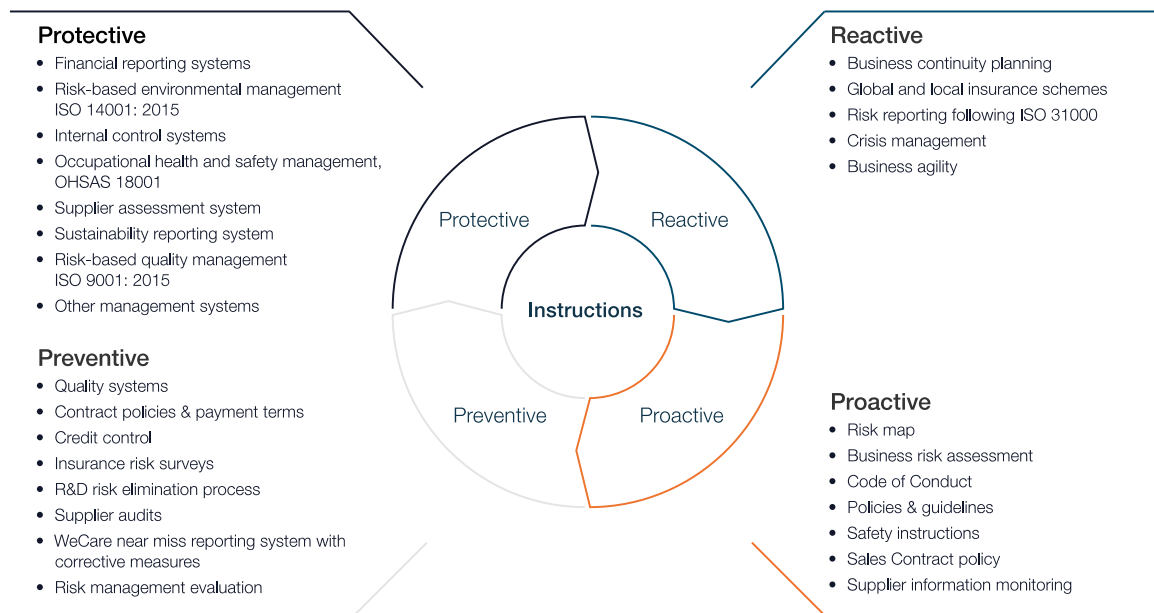 Protective
• Financial reporting systems
• Risk-based environmental management
ISO 14001: 2015
• Internal control systems
• Occupational health and safety management,
OHSAS 18001
• Supplier assessment system
• Sustainability reporting system
• Risk-based quality management
ISO 9001: 2015
• Other management systems
Preventive
• Quality systems
• Contract policies & payment terms
• Credit control
• Insurance risk surveys
• R&D risk elimination process
• Supplier audits
• WeCare near miss reporting system with
corrective measures
• Risk management evaluation
Protective
Reactive
Instructions
Preventive
Proactive
Reactive
• Business continuity planning
• Global and local insurance schemes
• Risk reporting following ISO 31000
• Crisis management
• Business agility
Proactive
• Risk map
• Business risk assessment
• Code of Conduct
• Policies & guidelines
• Safety instructions
• Sales Contract policy
• Supplier information monitoring